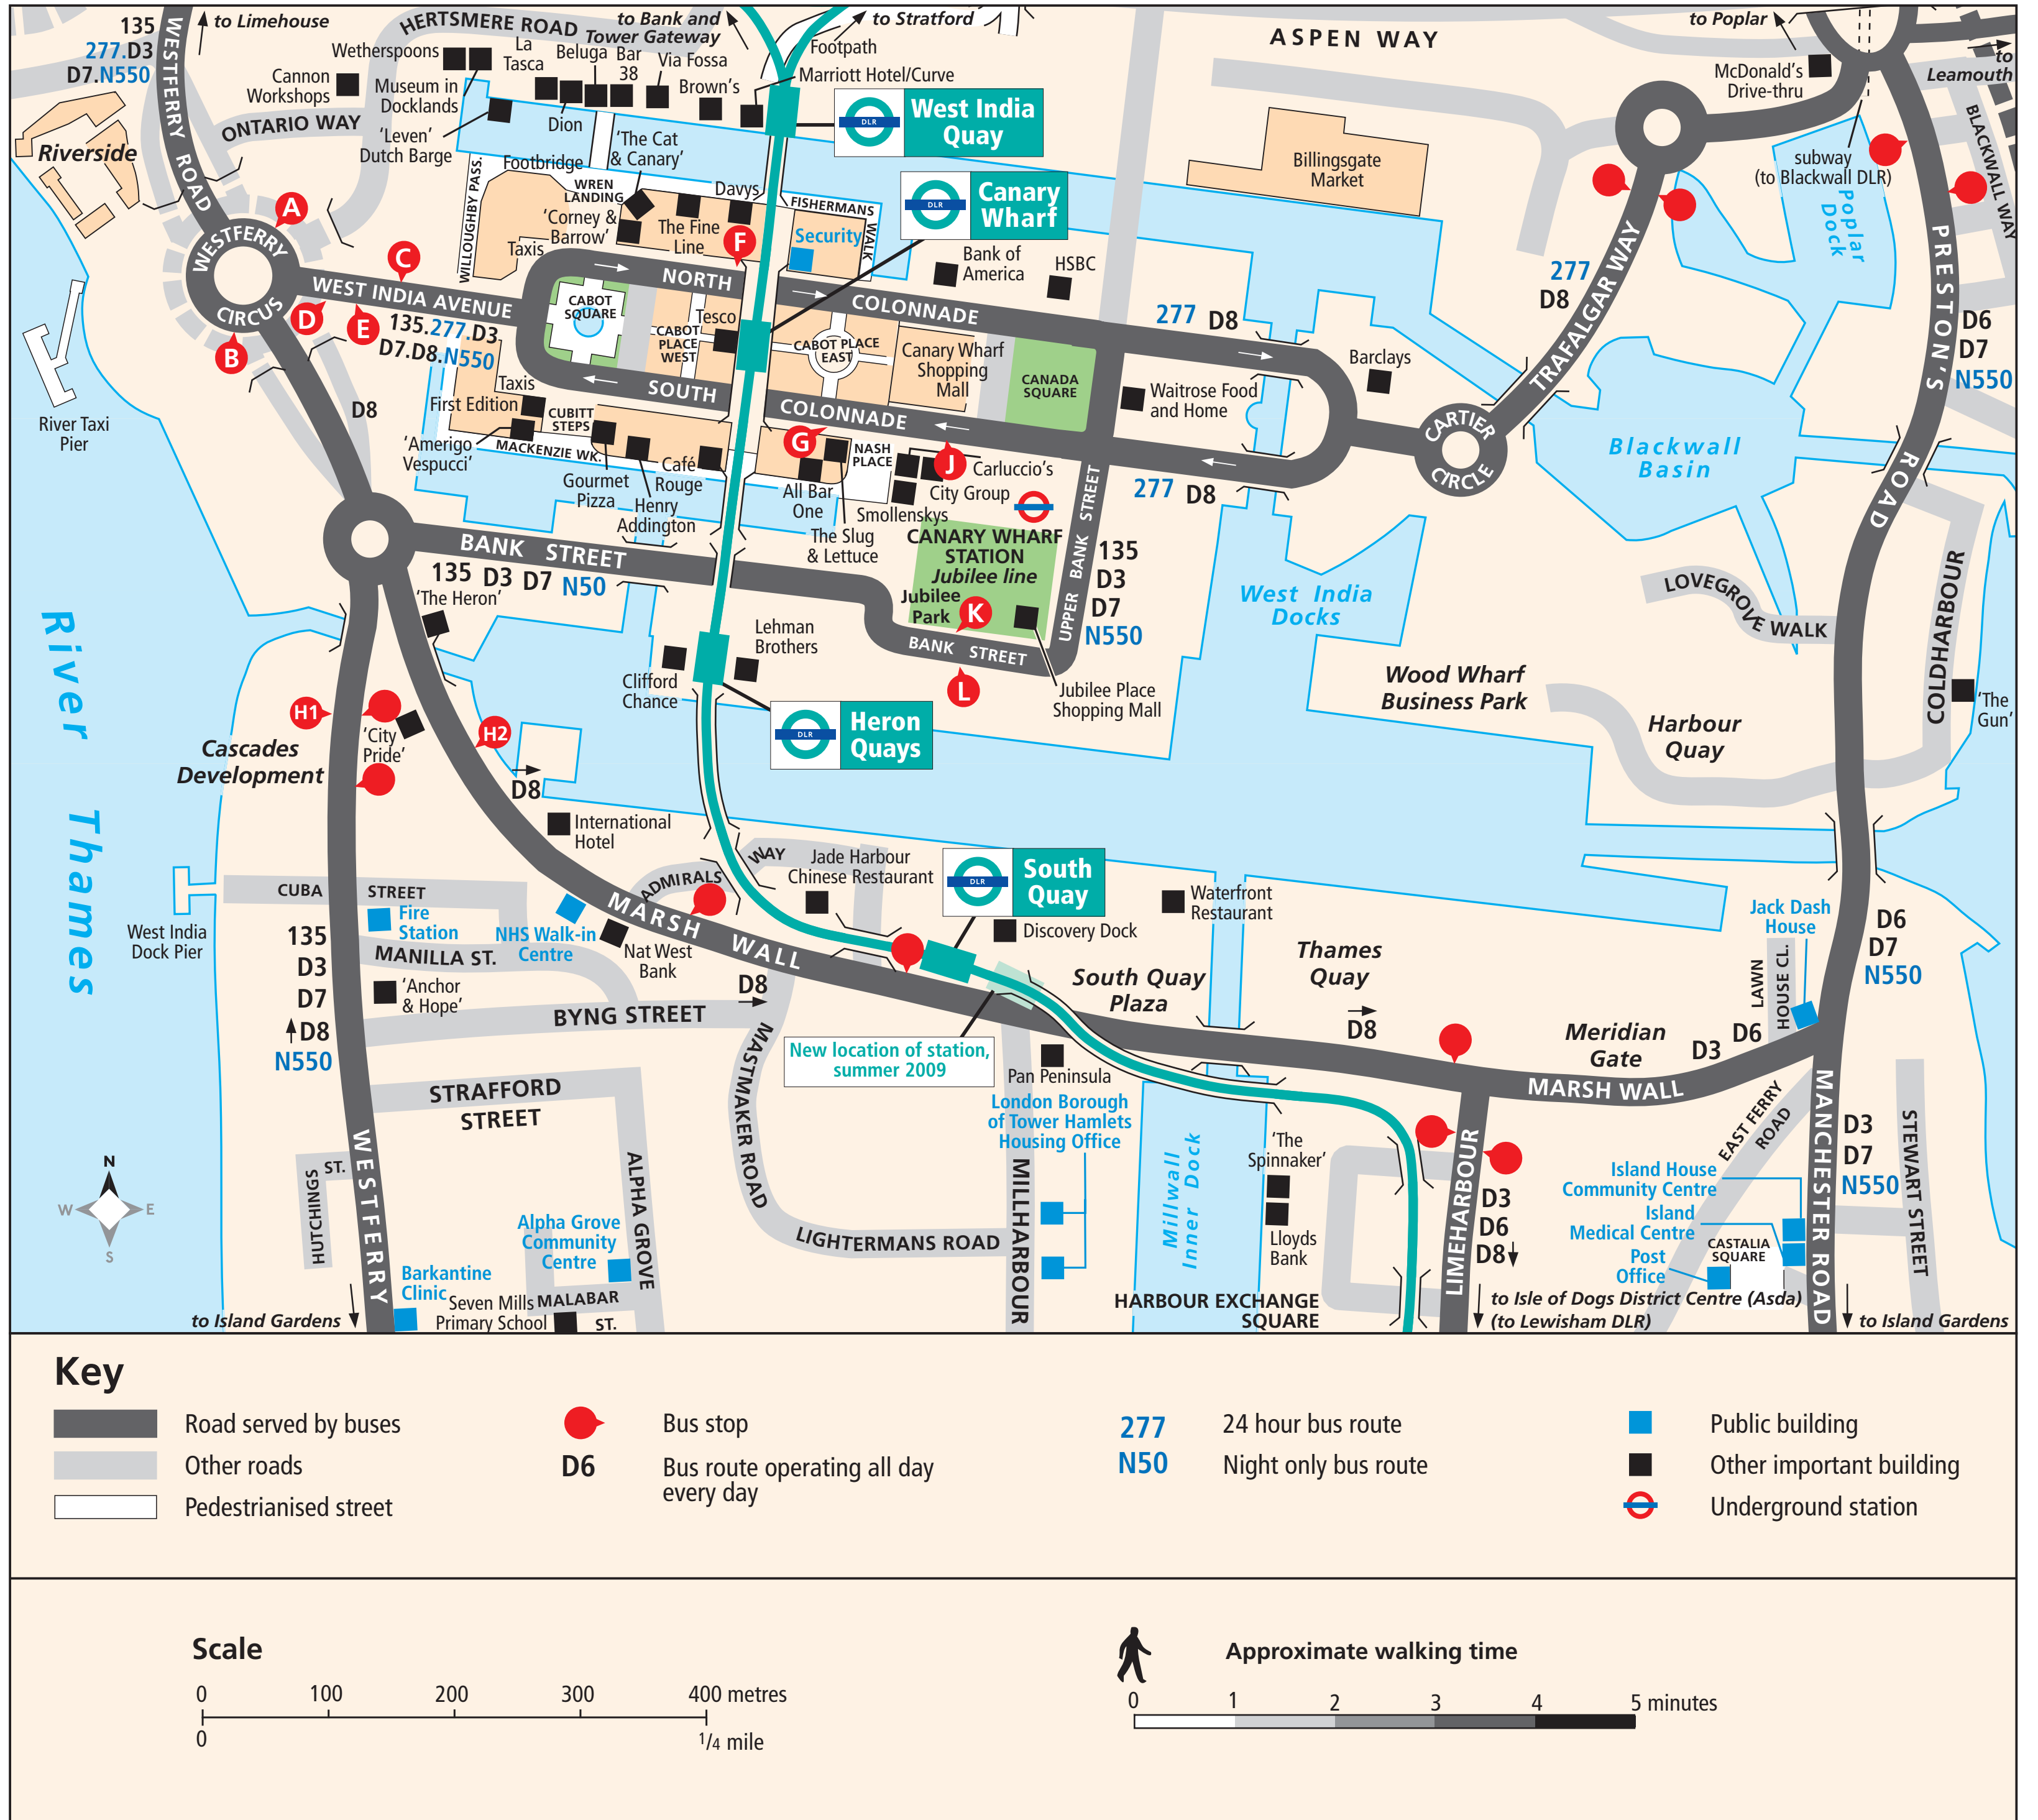 135
277.D3
D7.N550
WESTFERRY ROAD
to Limehouse
HERTSMERE ROAD
to Bank and
Tower Gateway
to Stratford
Footpath
ASPEN WAY
to Poplar
McDonald's
Drive-thru
to
Leamouth
BLACKWALL WAY
Wetherspoons
La
Tasca
Beluga
Bar
38
Via Fossa
Brown's
Marriott Hotel/Curve
Cannon
Workshops
Museum in
Docklands
'Leven'
Dutch Barge
Dion
ONTARIO WAY
Riverside
DLR
West India
Quay
Footbridge
'The Cat
& Canary'
WILLOUGHBY PASS.
WREN
LANDING
'Corney &
Barrow'
The Fine
Line
Davys
FISHERMANS
WALK
Security
DLR
Canary
Wharf
Billingsgate
Market
subway
(to Blackwall DLR)
Poplar
Dock
PRESTON'S
ROAD
A
WESTFERRY
CIRCUS
B
C
D
E
F
Taxis
WEST INDIA AVENUE
135.277.D3
D7.D8.N550
NORTH
COLONNADE
Bank of
America
HSBC
277 D8
277
D8
TRAFALGAR WAY
D6
D7
N550
CABOT
SQUARE
CABOT
PLACE
WEST
Tesco
CABOT PLACE
EAST
Canary Wharf
Shopping
Mall
CANADA
SQUARE
Waitrose Food
and Home
Barclays
CARTIER
CIRCLE
SOUTH
COLONNADE
Taxis
First Edition
D8
'Amerigo
Vespucci'
CUBITT
STEPS
MACKENZIE WK.
Gourmet
Pizza
Henry
Addington
Café
Rouge
G
All Bar
One
The Slug
& Lettuce
NASH
PLACE
J
Carluccio's
City Group
Smollenskys
277 D8
River Taxi
Pier
Blackwall
Basin
CANARY WHARF
STATION
Jubilee line
Jubilee
Park
K
UPPER BANK STREET
135
D3
D7
N550
BANK STREET
135 D3 D7 N50
'The Heron'
West India
Docks
LOVEGROVE WALK
COLDHARBOUR
BANK STREET
L
Jubilee Place
Shopping Mall
Lehman
Brothers
Clifford
Chance
DLR
Heron
Quays
Wood Wharf
Business Park
Harbour
Quay
'The
Gun'
River Thames
H1
'City
Pride'
H2
Cascades
Development
D8
International
Hotel
CUBA STREET
Fire
Station
NHS Walk-in
Centre
West India
Dock Pier
135
D3
D7
D8
N550
MANILLA ST.
'Anchor
& Hope'
Nat West
Bank
ADMIRALS
WAY
MARSH WALL
Jade Harbour
Chinese Restaurant
DLR
South
Quay
Discovery Dock
Waterfront
Restaurant
Jack Dash
House
D6
D7
N550
LAWN
HOUSE CL.
South Quay
Plaza
Thames
Quay
D8
Meridian
Gate
D3
D6
MARSH WALL
BYNG STREET
D8
MASTMAKER ROAD
New location of station,
summer 2009
Pan Peninsula
London Borough
of Tower Hamlets
Housing Office
STRAFFORD
STREET
HUTCHINGS
ST.
WESTFERRY
ALPHA GROVE
Alpha Grove
Community
Centre
LIGHTERMANS ROAD
MILLHARBOUR
Millwall
Inner Dock
'The
Spinnaker'
Lloyds
Bank
HARBOUR EXCHANGE
SQUARE
LIMEHARBOUR
D3
D6
D8
EAST FERRY
ROAD
Island House
Community Centre
Island
Medical Centre
Post
Office
CASTALIA
SQUARE
MANCHESTER ROAD
D3
D7
N550
STEWART STREET
Barkantine
Clinic
Seven Mills
Primary School
MALABAR
ST.
to Island Gardens
to Isle of Dogs District Centre (Asda)
(to Lewisham DLR)
to Island Gardens
N
W
E
S
Key
Road served by buses
Other roads
Pedestrianised street
Bus stop
D6
Bus route operating all day
every day
277
24 hour bus route
N50
Night only bus route
Public building
Other important building
Underground station
Scale
0 100 200 300 400 metres
0 1/4 mile
Approximate walking time
0 1 2 3 4 5 minutes